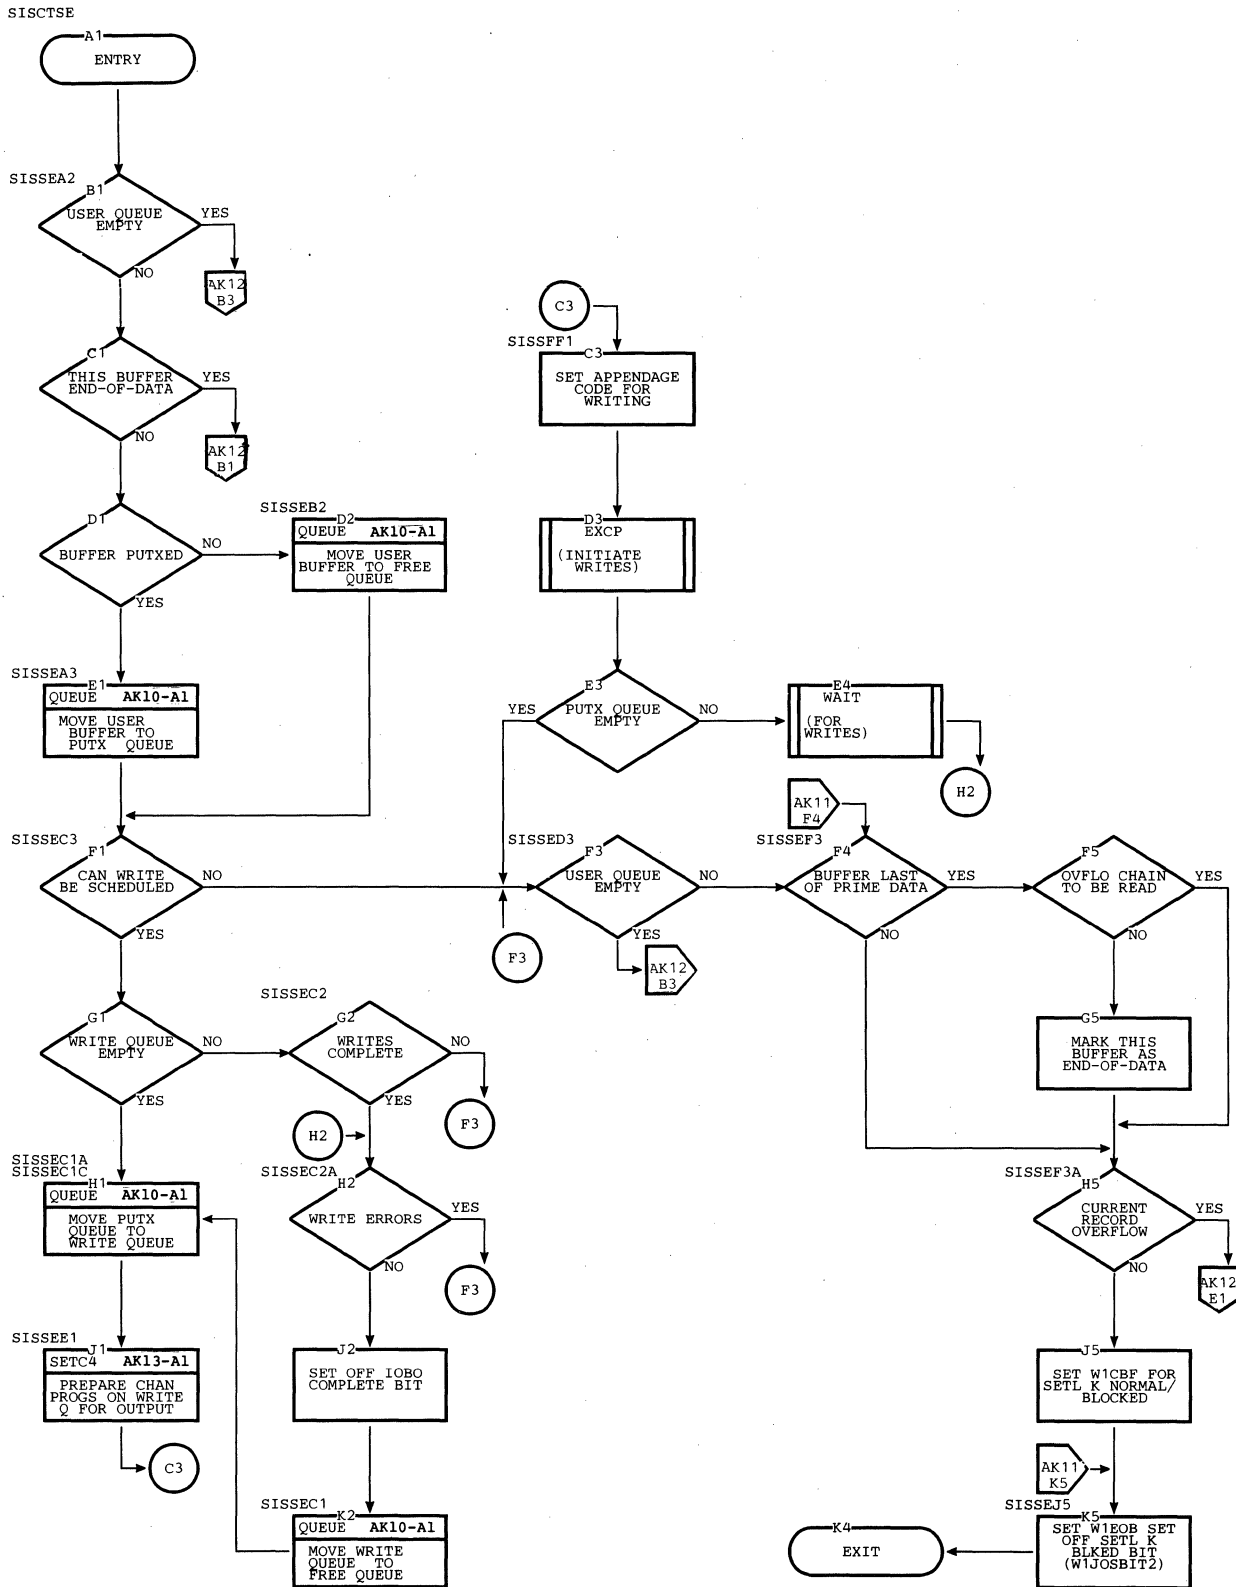 SISCTSE
A1
ENTRY
SISSEA2
B1
USER QUEUE
EMPTY
YES
NO
AK12
B3
C1
THIS BUFFER
END-OF-DATA
YES
NO
AK12
B1
D1
BUFFER PUTXED
NO
YES
SISSEB2
D2
QUEUE AK10-A1
MOVE USER
BUFFER TO FREE
QUEUE
SISSEA3
E1
QUEUE AK10-A1
MOVE USER
BUFFER TO
PUTX QUEUE
SISSEC3
F1
CAN WRITE
BE SCHEDULED
NO
YES
G1
WRITE QUEUE
EMPTY
NO
YES
SISSEC2
G2
WRITES
COMPLETE
NO
YES
F3
H2
SISSEC1A
SISSEC1C
H1
QUEUE AK10-A1
MOVE PUTX
QUEUE TO
WRITE QUEUE
SISSEC2A
H2
WRITE ERRORS
YES
NO
F3
SISSEE1
J1
SETC4 AK13-A1
PREPARE CHAN
PROGS ON WRITE
Q FOR OUTPUT
C3
J2
SET OFF IOBO
COMPLETE BIT
SISSEC1
K2
QUEUE AK10-A1
MOVE WRITE
QUEUE TO
FREE QUEUE
C3
SISSFF1
C3
SET APPENDAGE
CODE FOR
WRITING
D3
EXCP
(INITIATE
WRITES)
E3
PUTX QUEUE
EMPTY
YES
NO
E4
WAIT
(FOR
WRITES)
H2
SISSED3
F3
USER QUEUE
EMPTY
NO
YES
F3
AK12
B3
AK11
F4
SISSEF3
F4
BUFFER LAST
OF PRIME DATA
YES
NO
F5
OVFLO CHAIN
TO BE READ
YES
NO
G5
MARK THIS
BUFFER AS
END-OF-DATA
SISSEF3A
H5
CURRENT
RECORD
OVERFLOW
YES
NO
AK12
E1
J5
SET W1CBF FOR
SETL K NORMAL/
BLOCKED
AK11
K5
SISSEJ5
K5
SET W1EOB SET
OFF SETL K
BLKED BIT
(W1JOSBIT2)
K4
EXIT